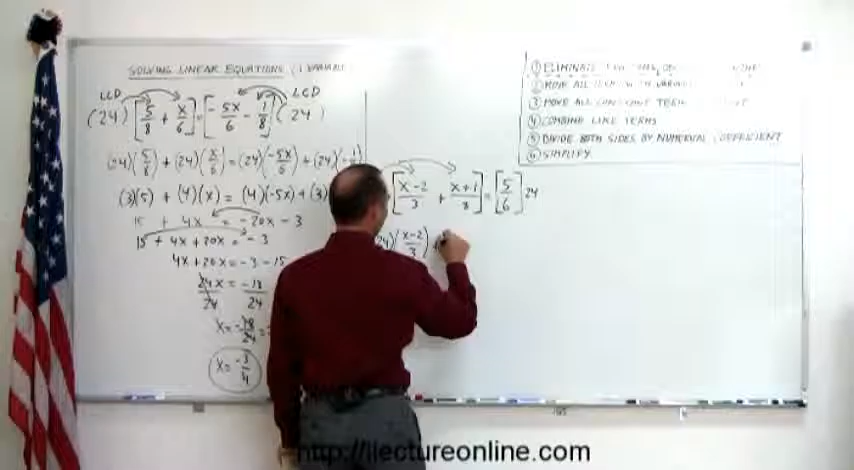 SOLVING LINEAR EQUATIONS (1 VARIABLE
LCD LCD
(24) [5/8 + x/6] = [-5x/6 - 1/8] (24)
(24)(5/8) + (24)(x/6) = (24)(-5x/6) + (24)(-1/8)
(3)(5) + (4)(x) = (4)(-5x) + (3)
15 + 4x = -20x - 3
15 + 4x + 20x = -3
4x + 20x = -3 - 15
24x/24 = -18/24
x = -18/24 =
x = -3/4
① ELIMINATE
② MOVE ALL TERMS WITH VARIABLE
③ MOVE ALL CONSTANT TERMS
④ COMBINE LIKE TERMS
⑤ DIVIDE BOTH SIDES BY NUMERICAL COEFFICIENT
⑥ SIMPLIFY
[x-2/3 + x+1/8] = [5/6] 24
24)(x-2/3) +
http://ilectureonline.com